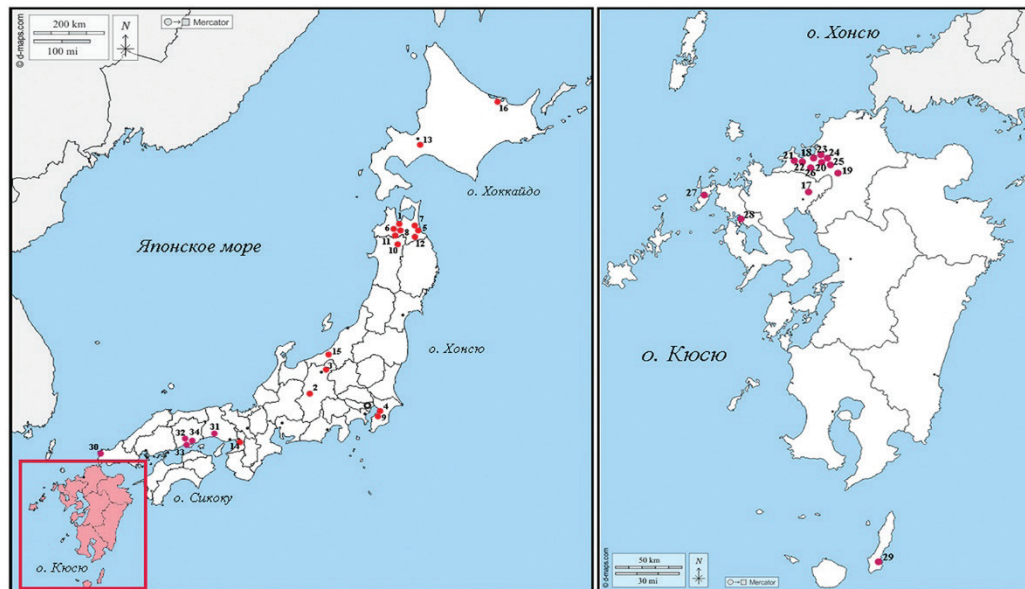 200 km
100 mi
N
Mercator
© d-maps.com
16
13
о. Хоккайдо
1
7
6
8
5
11
12
10
Японское море
о. Хонсю
15
3
2
4
9
32
34
31
33
14
30
о. Сикоку
о. Кюсю
о. Хонсю
23
21
18
24
22
20
25
26
19
17
27
28
о. Кюсю
29
50 km
30 mi
N
Mercator
© d-maps.com